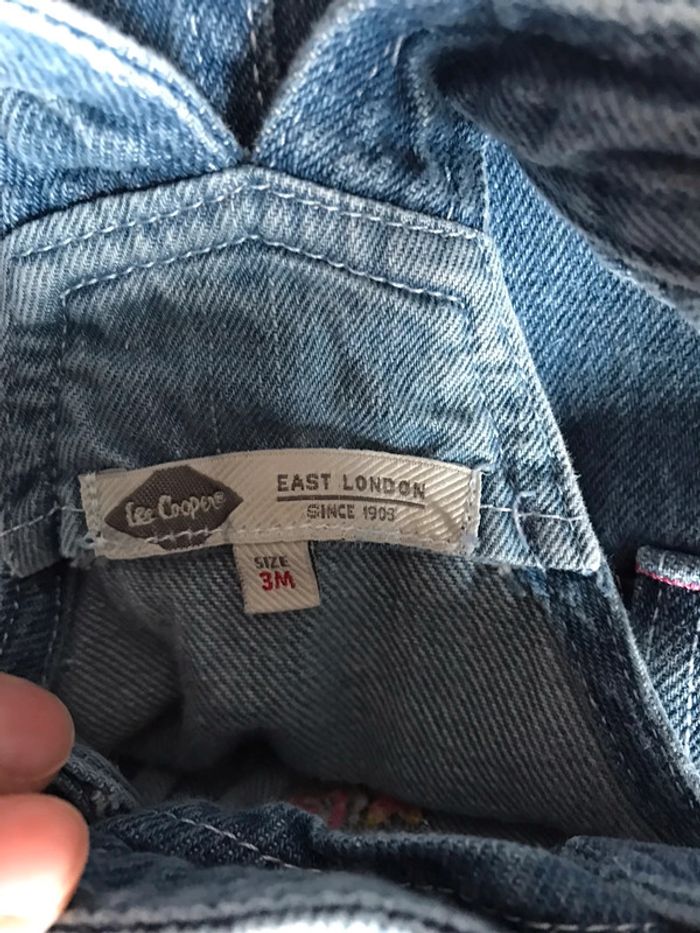 Lee Cooper®
EAST LONDON
SINCE 1908
SIZE
3M